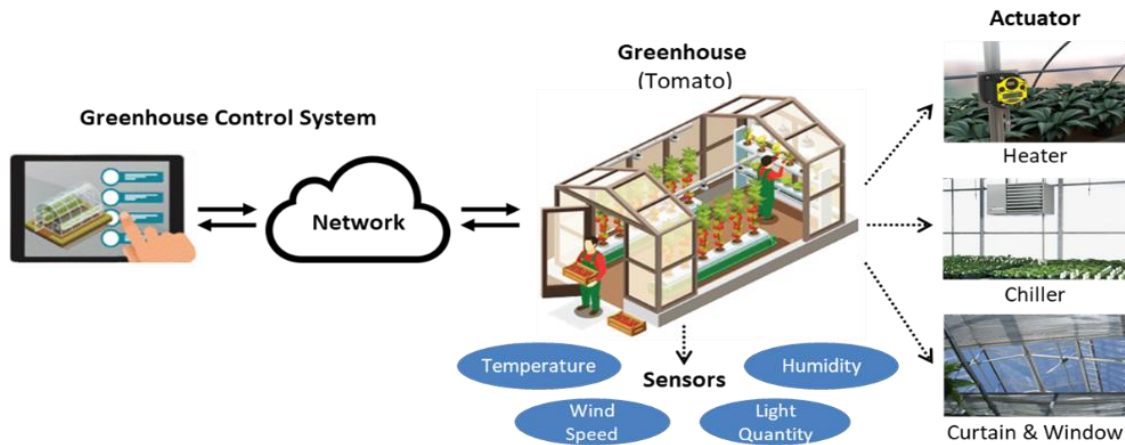 Actuator
Greenhouse
(Tomato)
Greenhouse Control System
Heater
Network
Chiller
Temperature
Humidity
Sensors
Wind
Speed
Light
Quantity
Curtain & Window